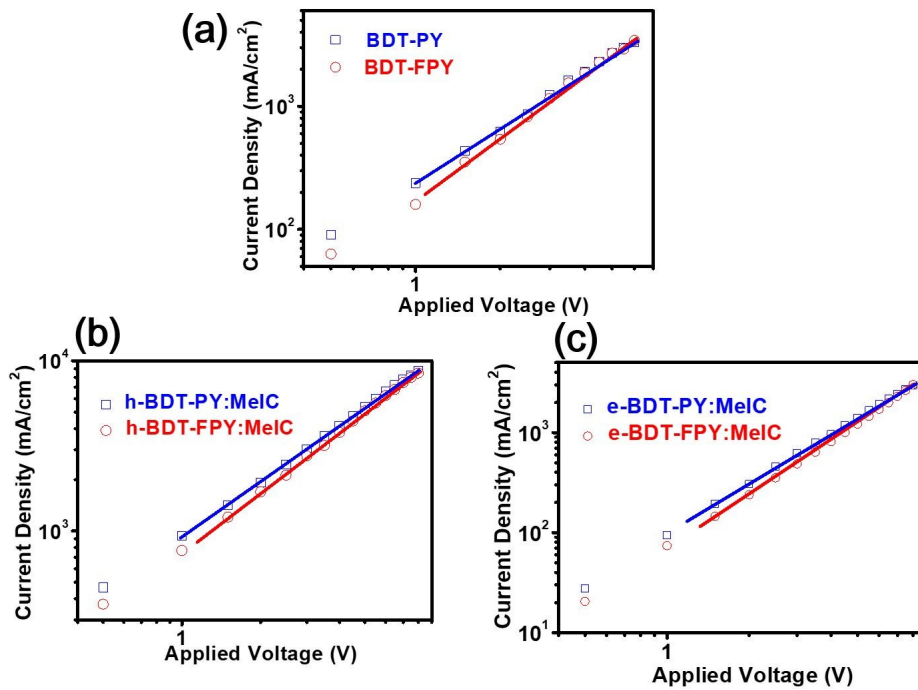 (a)
BDT-PY
BDT-FPY
10³
10²
Current Density (mA/cm²)
1
Applied Voltage (V)
(b)
h-BDT-PY:MeIC
h-BDT-FPY:MeIC
10⁴
10³
Current Density (mA/cm²)
1
Applied Voltage (V)
(c)
e-BDT-PY:MeIC
e-BDT-FPY:MeIC
10³
10²
10¹
Current Density (mA/cm²)
1
Applied Voltage (V)